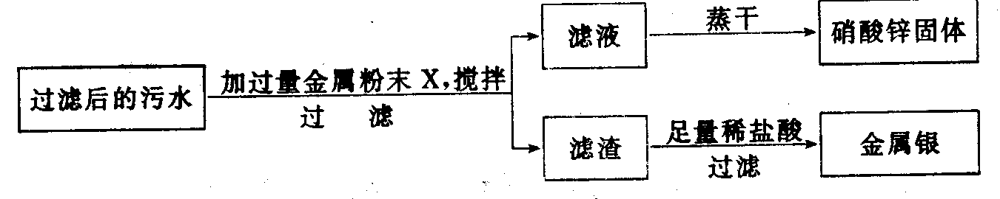 过滤后的污水
加过量金属粉末 X,搅拌
过滤
滤液
蒸干
硝酸锌固体
滤渣
足量稀盐酸
过滤
金属银